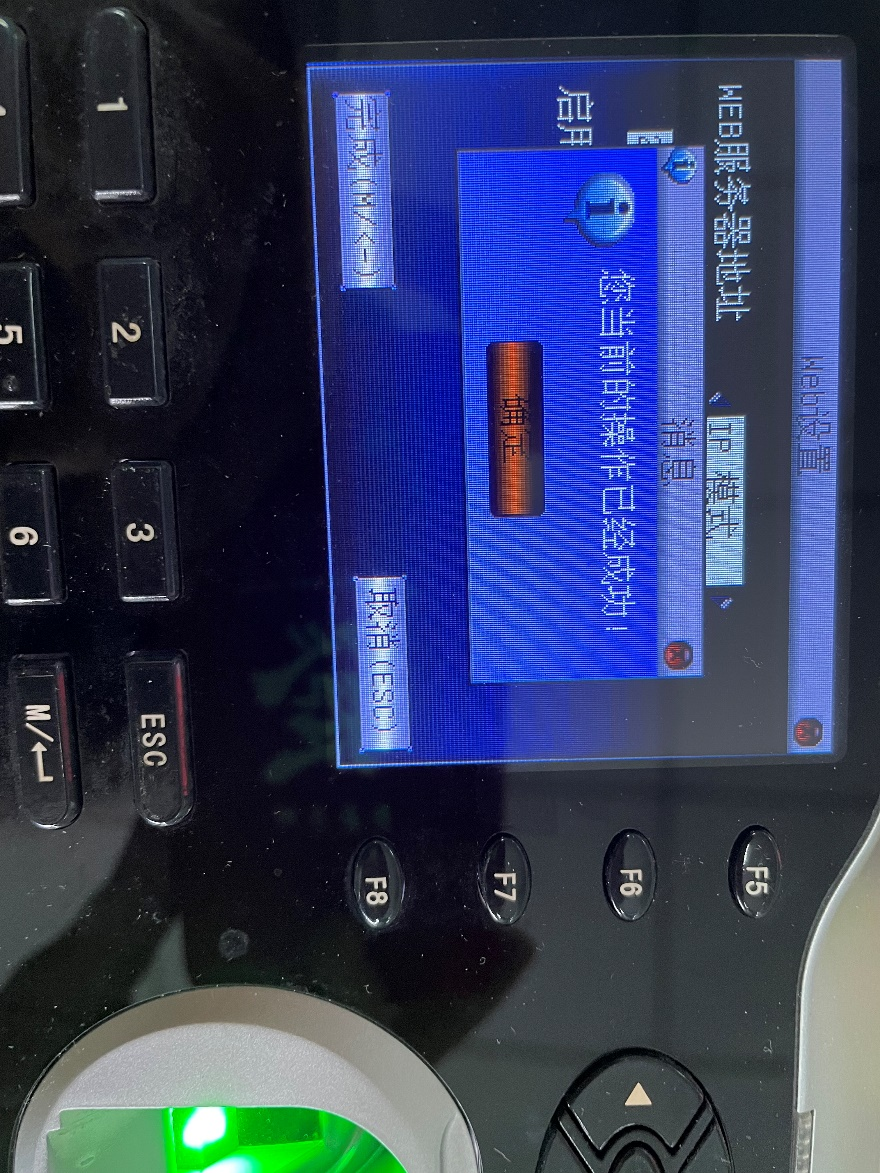 Web设置
WEB服务器地址
IP 模式
消息
您当前的操作已经成功!
确定
启用
完成(M/<-)
取消(ESC)
F5
F6
F7
F8
1
2
3
ESC
5
6
M/←